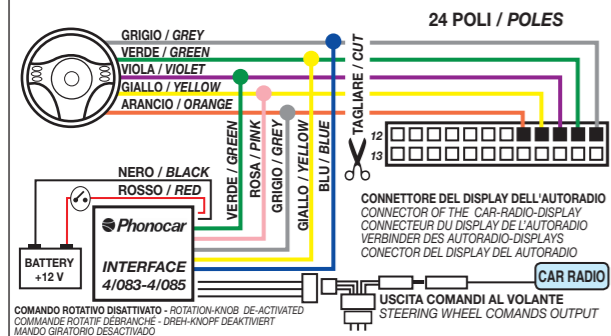 24 POLI / POLES
GRIGIO / GREY
VERDE / GREEN
VIOLA / VIOLET
GIALLO / YELLOW
ARANCIO / ORANGE
TAGLIARE / CUT
12
13
NERO / BLACK
ROSSO / RED
VERDE / GREEN
ROSA / PINK
GRIGIO / GREY
GIALLO / YELLOW
BLU / BLUE
CONNETTORE DEL DISPLAY DELL'AUTORADIO
CONNECTOR OF THE CAR-RADIO-DISPLAY
CONNECTEUR DU DISPLAY DE L'AUTORADIO
VERBINDER DES AUTORADIO-DISPLAYS
CONECTOR DEL DISPLAY DEL AUTORADIO
Phonocar
INTERFACE
4/083-4/085
BATTERY
+12 V
CAR RADIO
USCITA COMANDI AL VOLANTE
STEERING WHEEL COMANDS OUTPUT
COMANDO ROTATIVO DISATTIVATO - ROTATION-KNOB DE-ACTIVATED
COMMANDE ROTATIF DÉBRANCHÉ - DREH-KNOPF DEAKTIVIERT
MANDO GIRATORIO DESACTIVADO